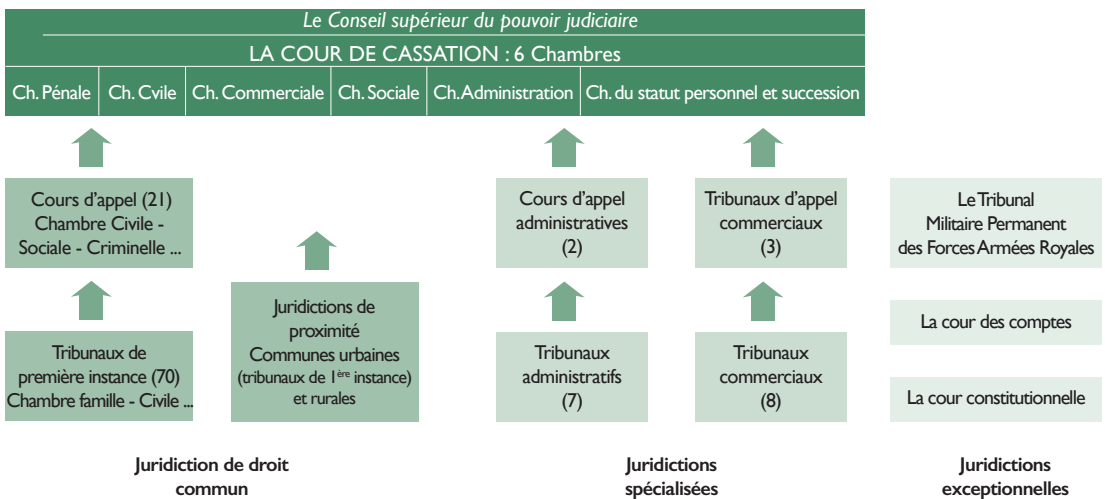 Le Conseil supérieur du pouvoir judiciaire
LA COUR DE CASSATION : 6 Chambres
Ch. Pénale
Ch. Cvile
Ch. Commerciale
Ch. Sociale
Ch. Administration
Ch. du statut personnel et succession
Cours d'appel (21)
Chambre Civile -
Sociale - Criminelle ...
Cours d'appel
administratives
(2)
Tribunaux d'appel
commerciaux
(3)
Le Tribunal
Militaire Permanent
des Forces Armées Royales
Juridictions de
proximité
Communes urbaines
(tribunaux de 1ère instance)
et rurales
La cour des comptes
Tribunaux de
première instance (70)
Chambre famille - Civile ...
Tribunaux
administratifs
(7)
Tribunaux
commerciaux
(8)
La cour constitutionnelle
Juridiction de droit
commun
Juridictions
spécialisées
Juridictions
exceptionnelles